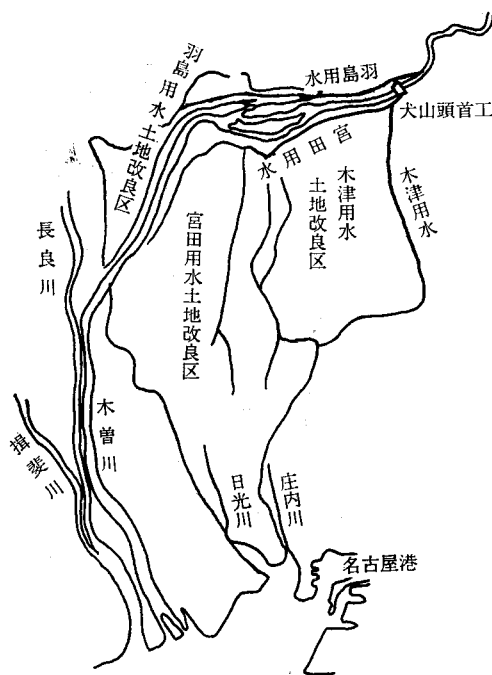 羽島用水
土地改良区
羽島用水
犬山頭首工
宮田用水
木津用水
土地改良区
木津用水
長良川
宮田用水土地改良区
木曽川
揖斐川
日光川
庄内川
名古屋港